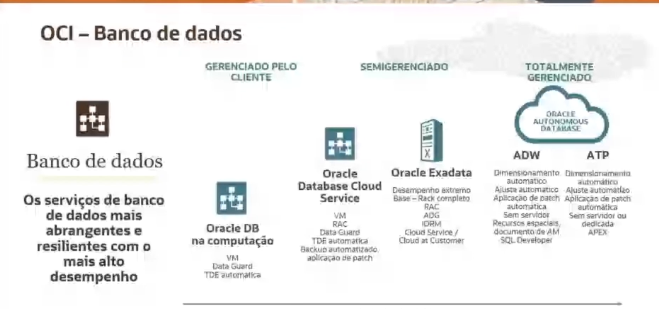 OCI – Banco de dados
GERENCIADO PELO
CLIENTE
SEMIGERENCIADO
TOTALMENTE
GERENCIADO
Banco de dados
Os serviços de banco
de dados mais
abrangentes e
resilientes com o
mais alto
desempenho
Oracle DB
na computação
VM
Data Guard
TDE automatica
Oracle
Database Cloud
Service
VM
RAC
Data Guard
TDE automatica
Backup automatizado
aplicação de patch
Oracle Exadata
Desempenho extremo
Base – Rack completo
RAC
ADG
IORM
Cloud Service /
Cloud at Customer
ORACLE
AUTONOMOUS
DATABASE
ADW
Dimensionamento
automático
Ajuste automatico
Aplicação de patch
automática
Sem servidor
Recursos especiais,
documento de AM
SQL Developer
ATP
Dimensionamento
automático
Ajuste automático
Aplicação de patch
automática
Sem servidor ou
dedicada
APEX